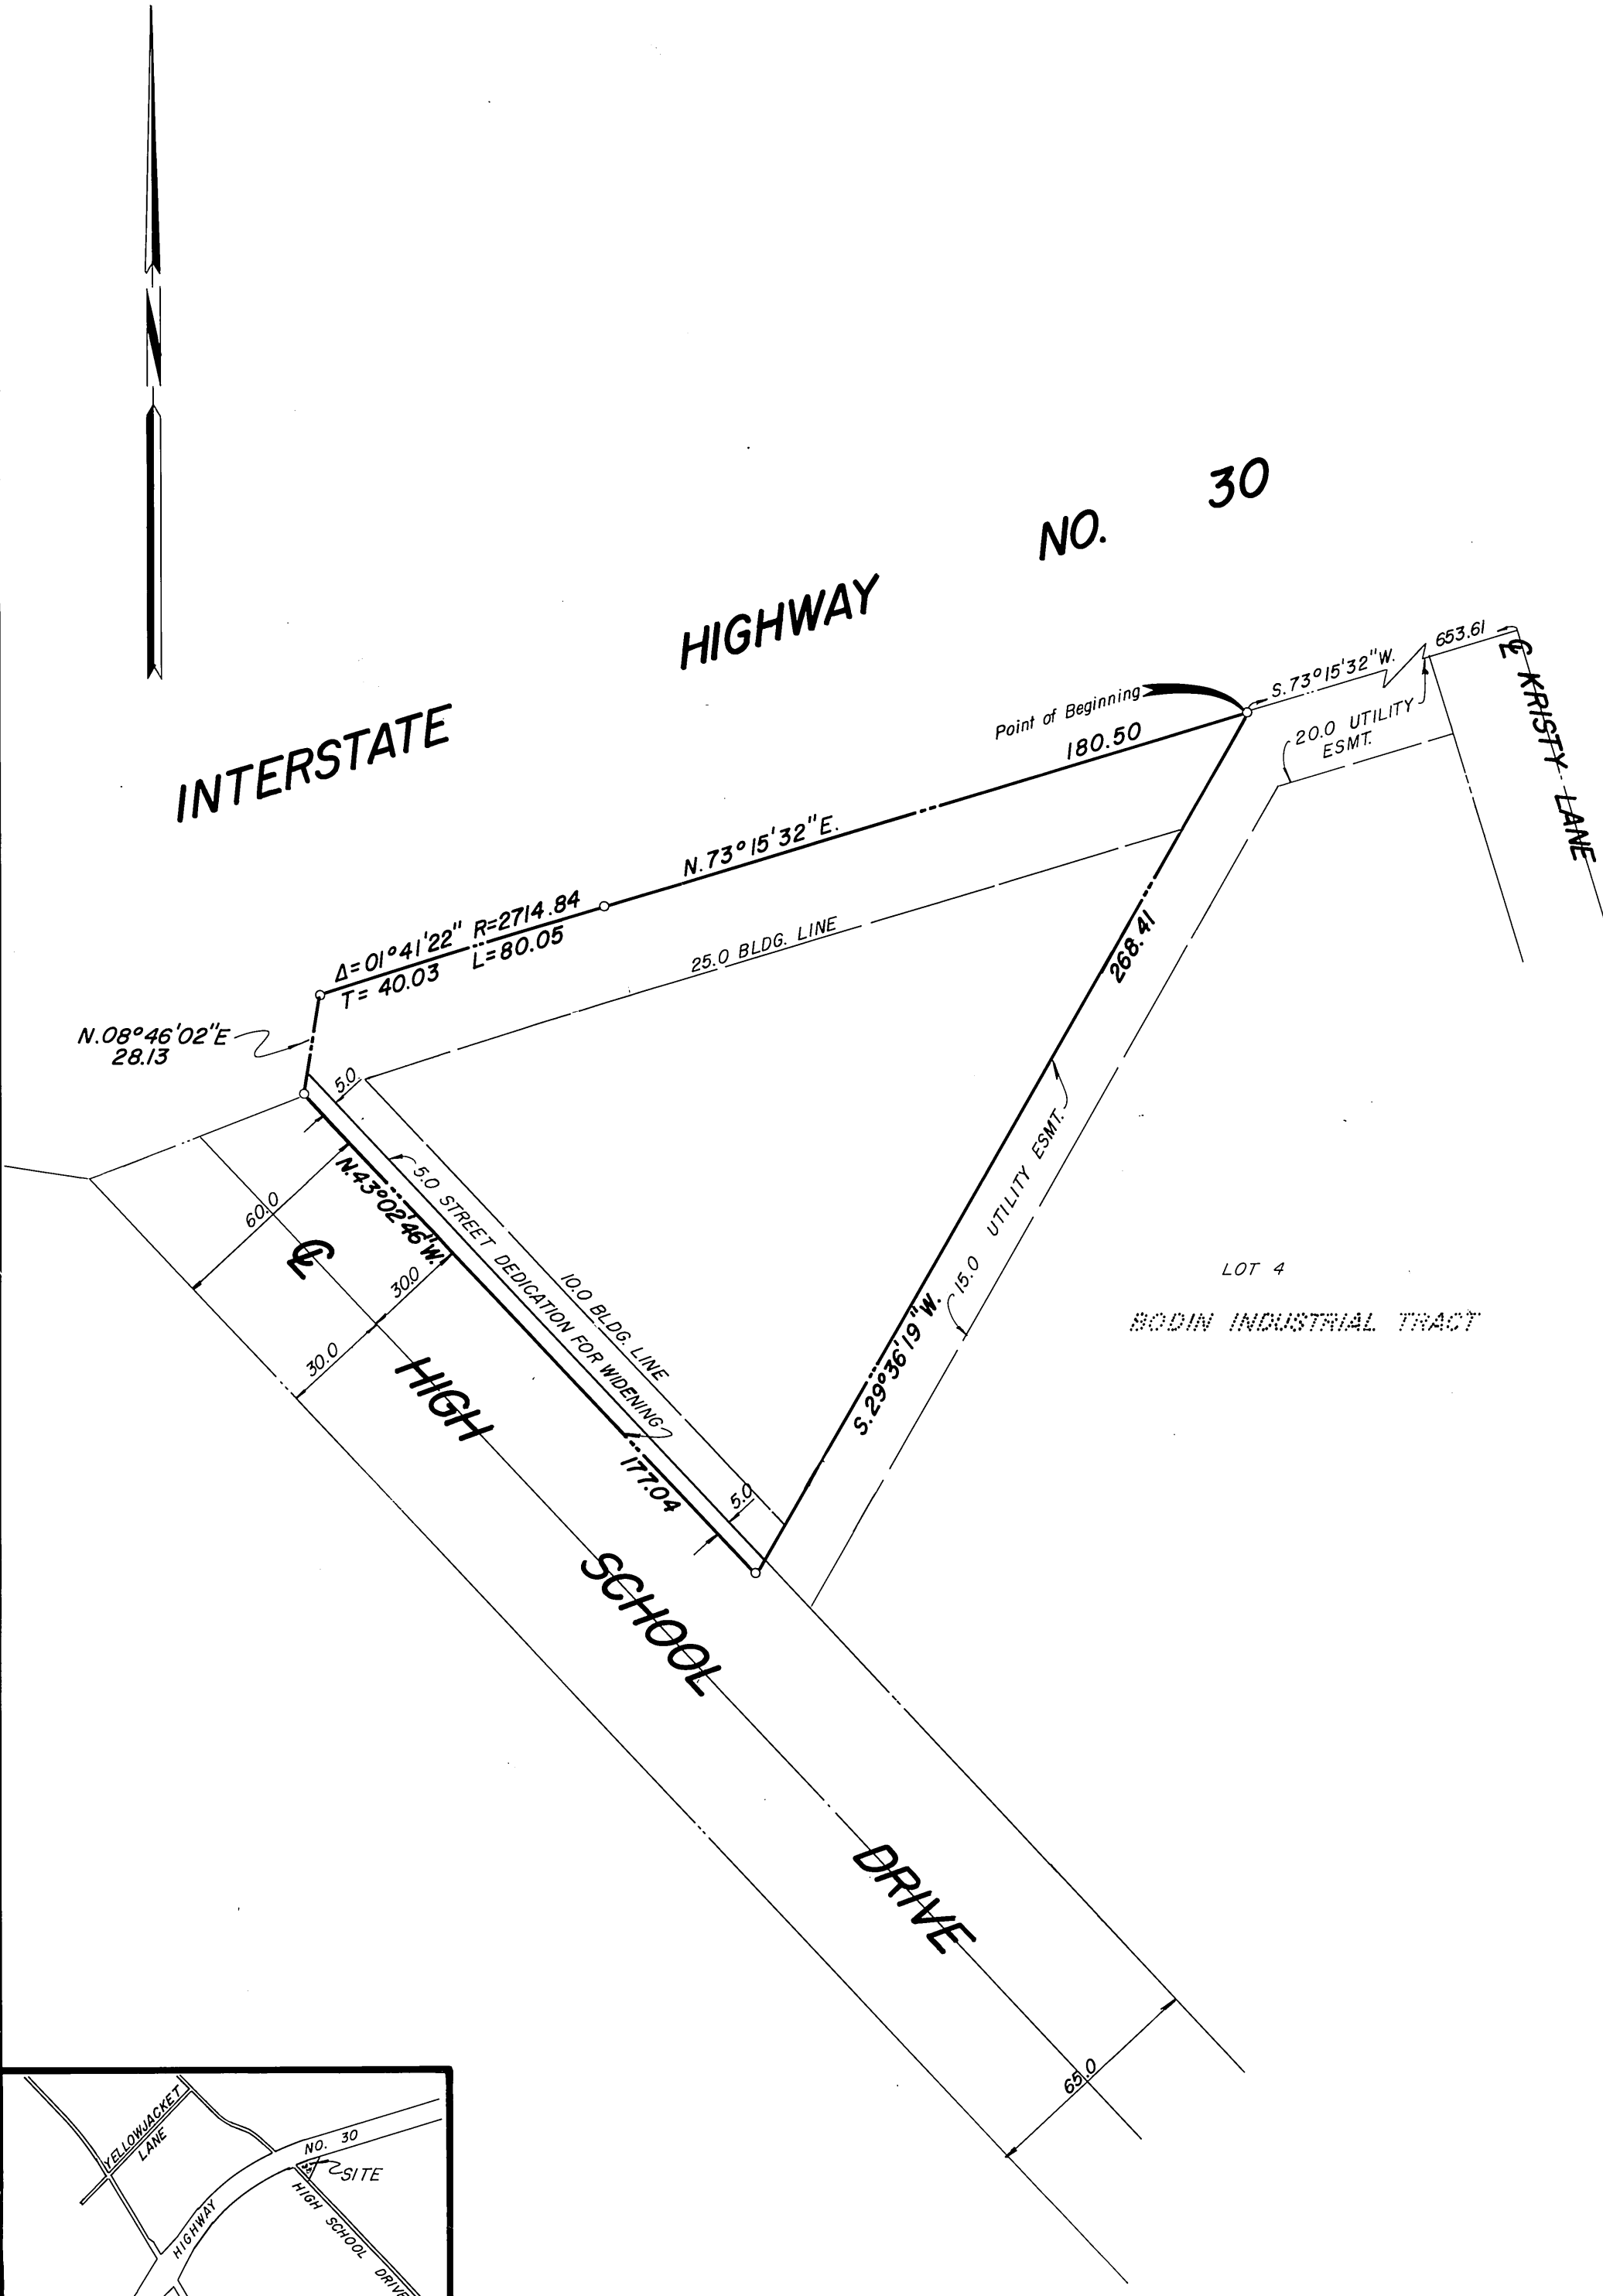 N
INTERSTATE HIGHWAY NO. 30
Point of Beginning
S.73°15'32"W.
653.61
℄ KRISTY LANE
20.0 UTILITY
ESMT.
180.50
N.73°15'32"E.
Δ=01°41'22" R=2714.84
T= 40.03 L=80.05
25.0 BLDG. LINE
268.41
N.08°46'02"E
28.13
5.0
N.43°02'46"W.
5.0 STREET DEDICATION FOR WIDENING
10.0 BLDG. LINE
60.0
30.0
30.0
15.0 UTILITY ESMT.
S.29°36'19"W.
LOT 4
BODIN INDUSTRIAL TRACT
177.04
5.0
℄ HIGH SCHOOL DRIVE
65.0
YELLOWJACKET
LANE
NO. 30
SITE
HIGHWAY
HIGH SCHOOL DRIVE